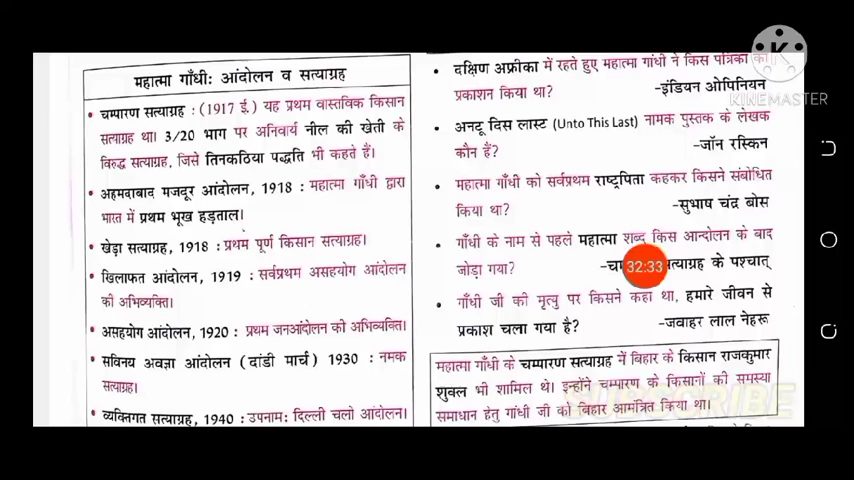 महात्मा गाँधी: आंदोलन व सत्याग्रह
• चम्पारण सत्याग्रह : (1917 ई.) यह प्रथम वास्तविक किसान
सत्याग्रह था। 3/20 भाग पर अनिवार्य नील की खेती के
विरुद्ध सत्याग्रह, जिसे तिनकठिया पद्धति भी कहते हैं।
• अहमदाबाद मजदूर आंदोलन, 1918 : महात्मा गाँधी द्वारा
भारत में प्रथम भूख हड़ताल।
• खेड़ा सत्याग्रह, 1918 : प्रथम पूर्ण किसान सत्याग्रह।
• खिलाफत आंदोलन, 1919 : सर्वप्रथम असहयोग आंदोलन
की अभिव्यक्ति।
• असहयोग आंदोलन, 1920 : प्रथम जनआंदोलन की अभिव्यक्ति।
• सविनय अवज्ञा आंदोलन (दांडी मार्च) 1930 : नमक
सत्याग्रह।
• व्यक्तिगत सत्याग्रह, 1940 : उपनाम: दिल्ली चलो आंदोलन।
• दक्षिण अफ्रीका में रहते हुए महात्मा गांधी ने किस पत्रिका का
प्रकाशन किया था? –इंडियन ओपिनियन
• अनटू दिस लास्ट (Unto This Last) नामक पुस्तक के लेखक
कौन हैं? –जॉन रस्किन
• महात्मा गांधी को सर्वप्रथम राष्ट्रपिता कहकर किसने संबोधित
किया था? –सुभाष चंद्र बोस
• गाँधी के नाम से पहले महात्मा शब्द किस आन्दोलन के बाद
जोड़ा गया? सत्याग्रह के पश्चात्
• गाँधी जी की मृत्यु पर किसने कहा था, हमारे जीवन से
प्रकाश चला गया है? –जवाहर लाल नेहरू
महात्मा गाँधी के चम्पारण सत्याग्रह में बिहार के किसान राजकुमार
शुक्ल भी शामिल थे। इन्होंने चम्पारण के किसानों की समस्या
समाधान हेतु गांधी जी को बिहार आमंत्रित किया था।
KINEMASTER
32:33
SUBSCRIBE